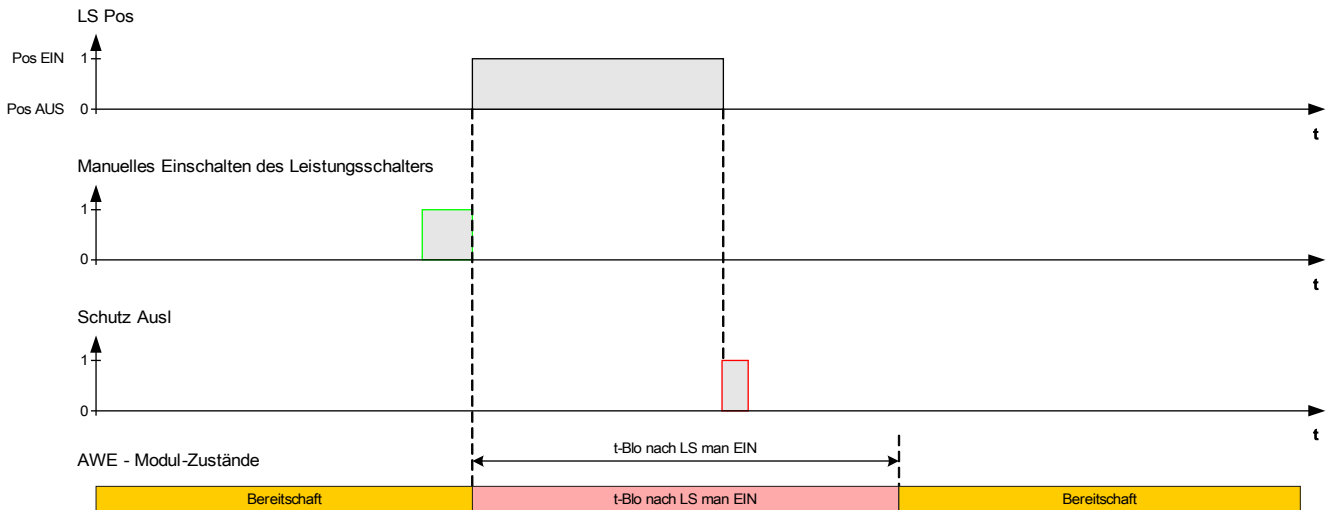 LS Pos
Pos EIN 1
Pos AUS 0
t
Manuelles Einschalten des Leistungsschalters
1
0
t
Schutz Ausl
1
0
t
AWE - Modul-Zustände
t-Blo nach LS man EIN
Bereitschaft t-Blo nach LS man EIN Bereitschaft